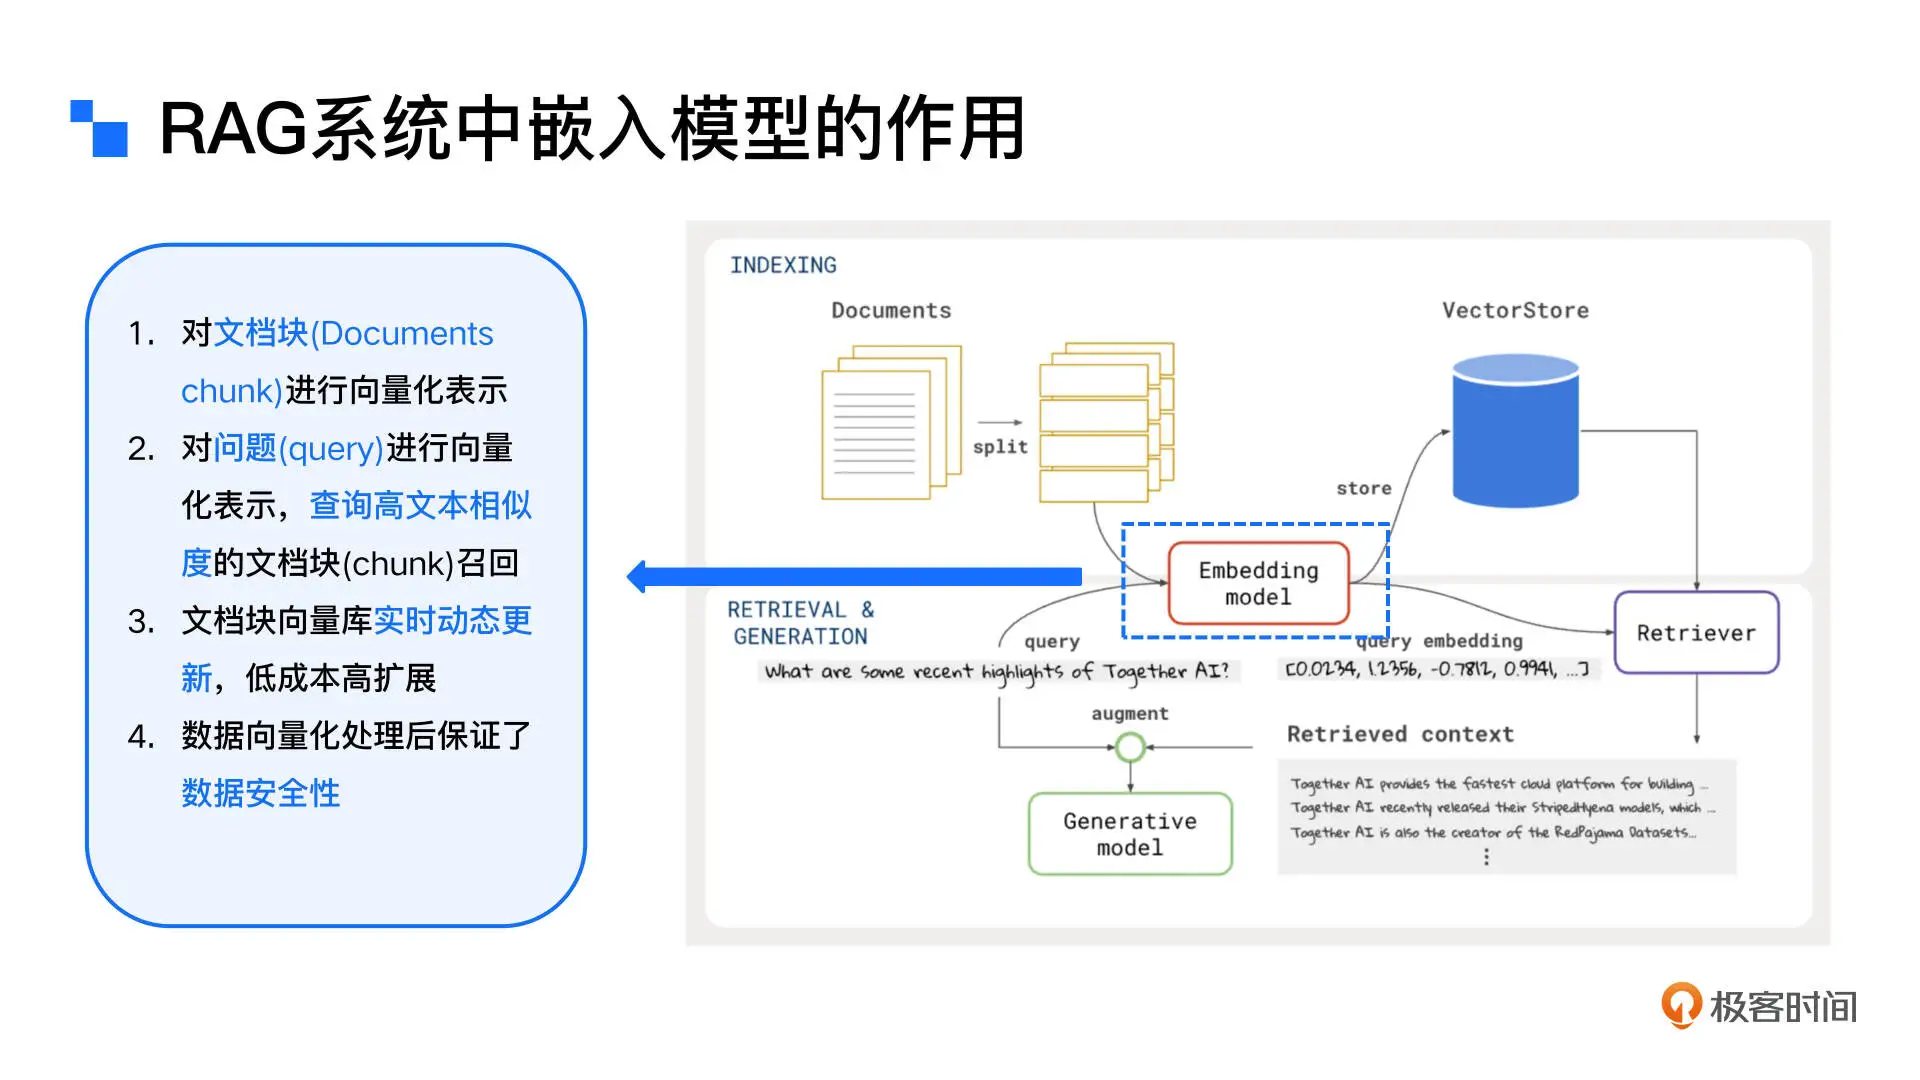 RAG系统中嵌入模型的作用
1. 对文档块(Documents
chunk)进行向量化表示
2. 对问题(query)进行向量
化表示，查询高文本相似
度的文档块(chunk)召回
3. 文档块向量库实时动态更
新，低成本高扩展
4. 数据向量化处理后保证了
数据安全性
INDEXING
Documents
VectorStore
split
store
Embedding
model
RETRIEVAL &
GENERATION
query
What are some recent highlights of Together AI?
query embedding
[0.0234, 1.2356, -0.7812, 0.9941, ...]
Retriever
augment
Retrieved context
Together AI provides the fastest cloud platform for building ...
Together AI recently released their StripedHyena models, which ...
Together AI is also the creator of the RedPajama Datasets...
Generative
model
极客时间